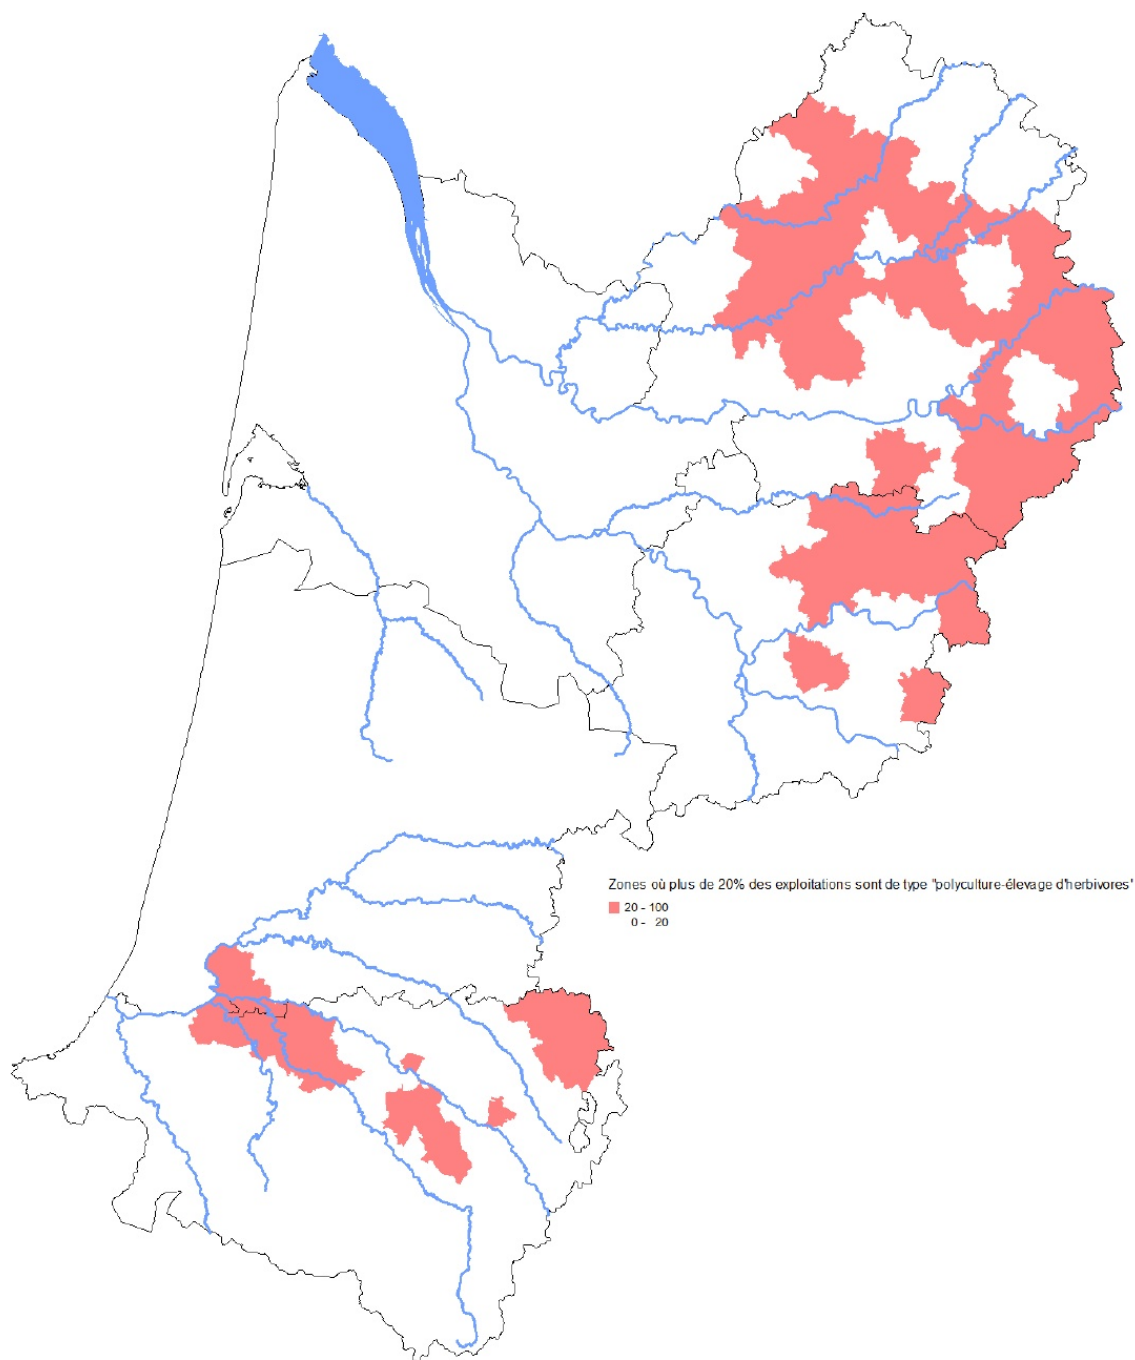 Zones où plus de 20% des exploitations sont de type "polyculture-élevage d'herbivores"
20 - 100
0 - 20